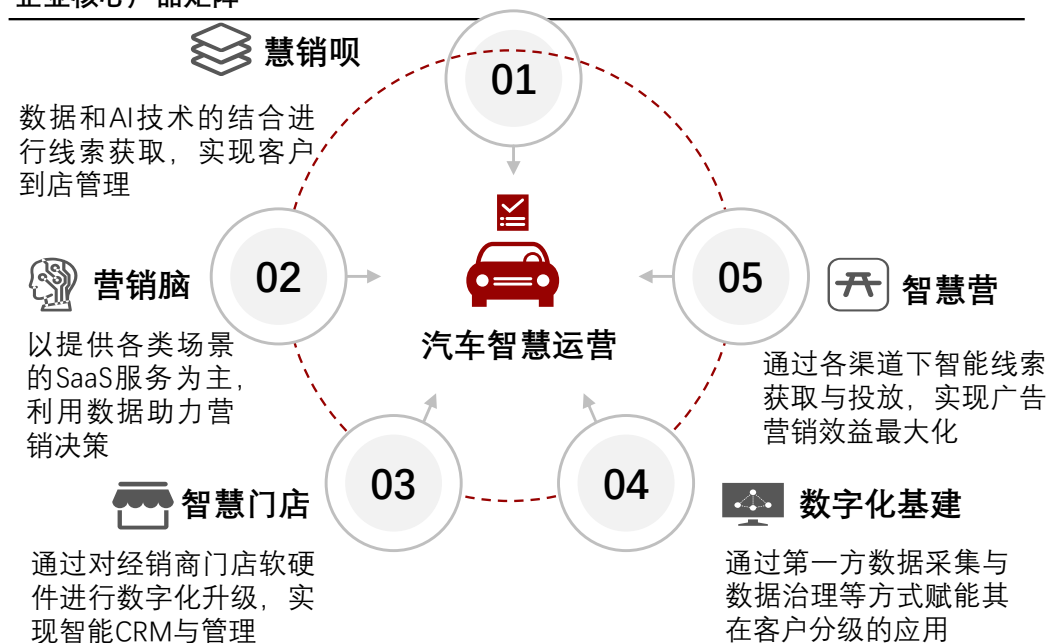 企业核心产品矩阵
慧销呗
01
数据和AI技术的结合进
行线索获取，实现客户
到店管理
02
营销脑
以提供各类场景
的SaaS服务为主，
利用数据助力营
销决策
汽车智慧运营
05
智慧营
通过各渠道下智能线索
获取与投放，实现广告
营销效益最大化
03
智慧门店
通过对经销商门店软硬
件进行数字化升级，实
现智能CRM与管理
04
数字化基建
通过第一方数据采集与
数据治理等方式赋能其
在客户分级的应用